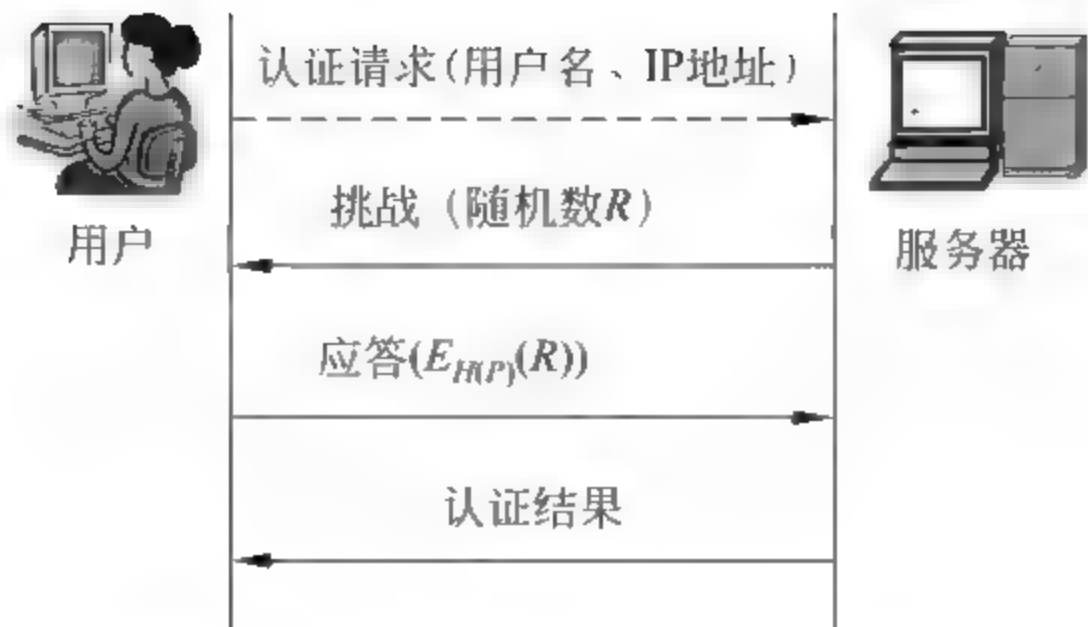 认证请求(用户名、IP地址)
用户
挑战（随机数R）
服务器
应答(E_{H(P)}(R))
认证结果